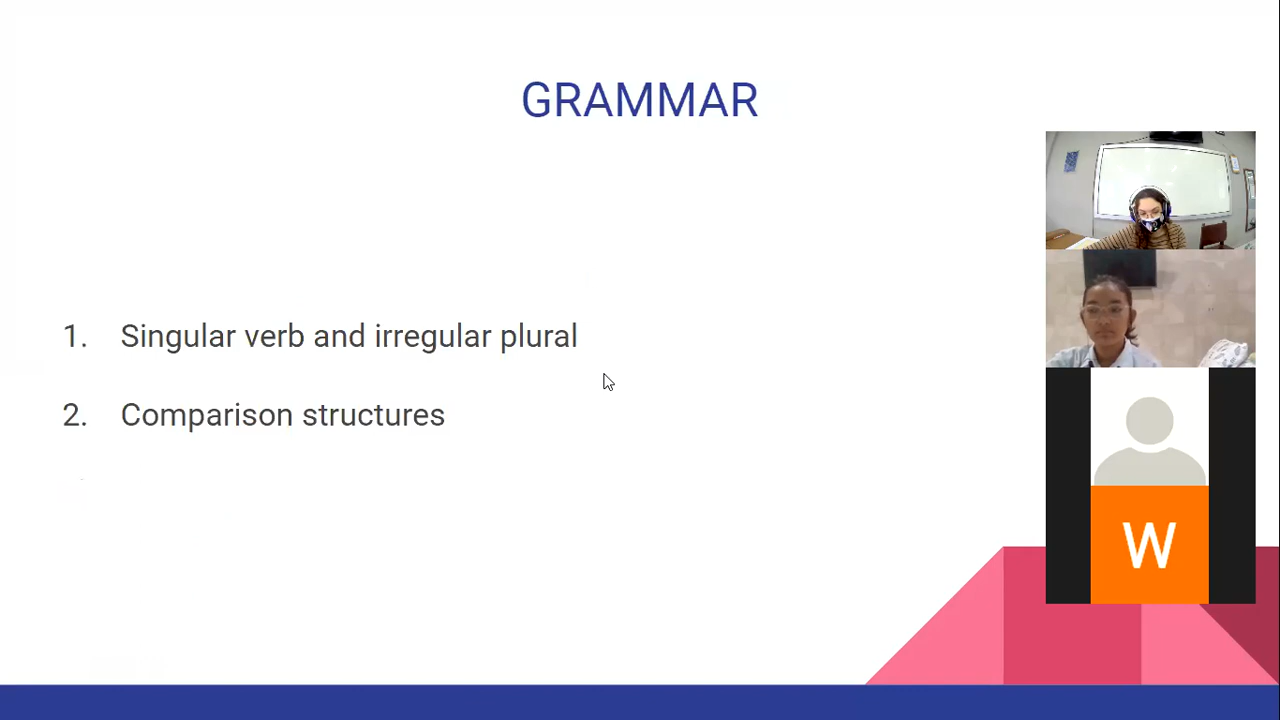 GRAMMAR
1. Singular verb and irregular plural
2. Comparison structures
W